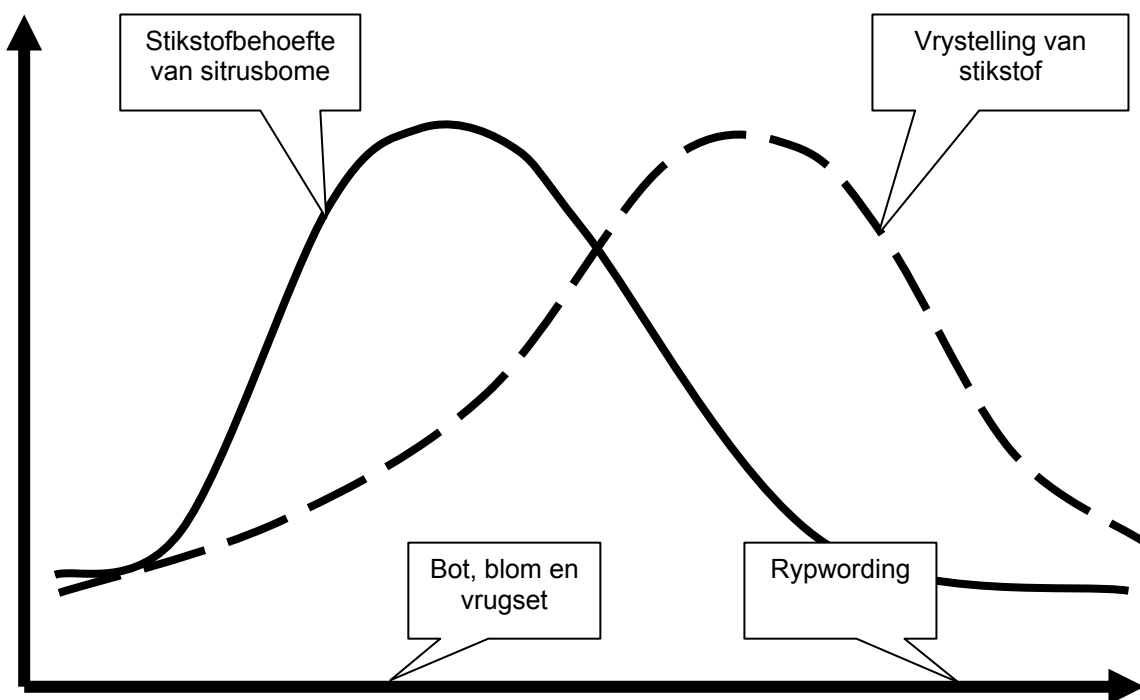 Stikstofbehoefte
van sitrusbome
Vrystelling van
stikstof
Bot, blom en
vrugset
Rypwording